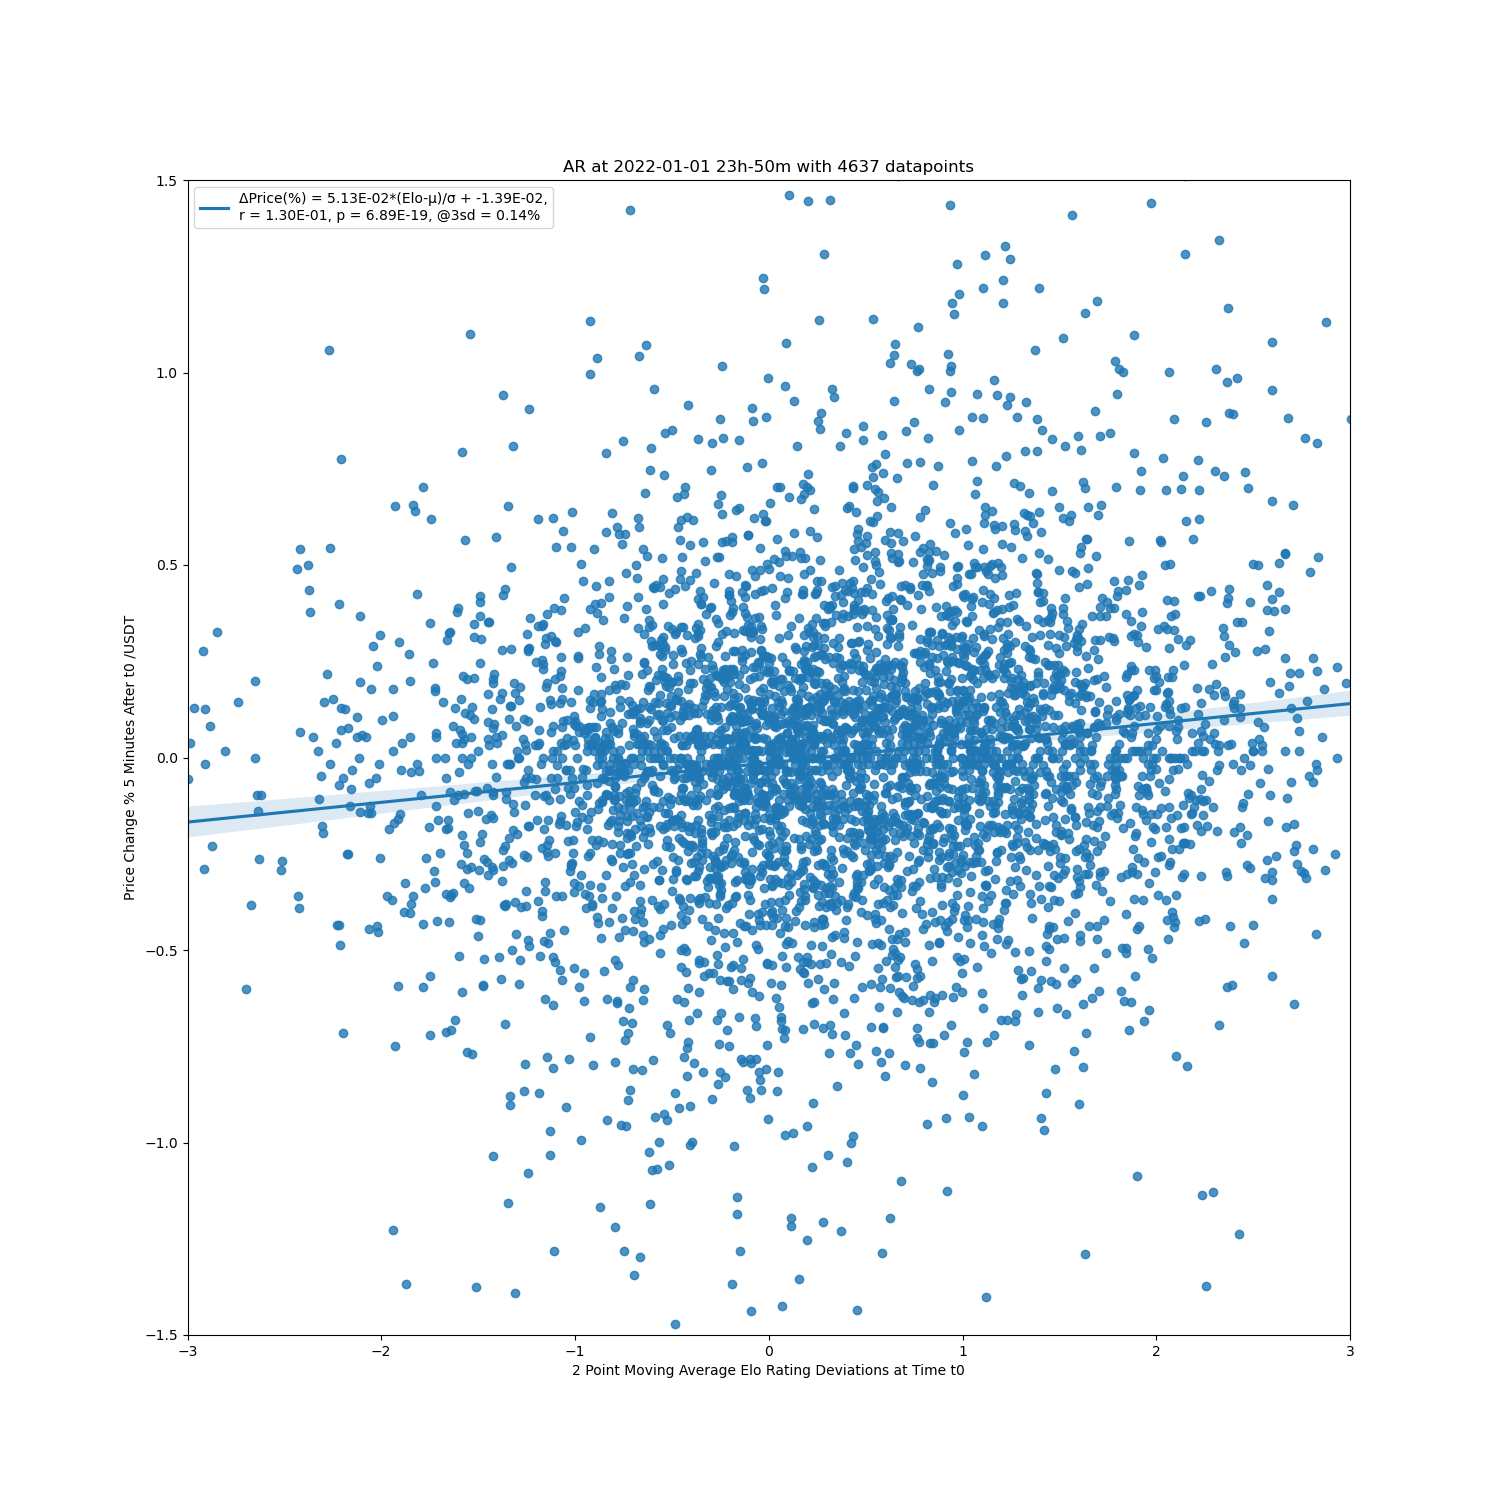 AR at 2022-01-01 23h-50m with 4637 datapoints
ΔPrice(%) = 5.13E-02*(Elo-μ)/σ + -1.39E-02,
r = 1.30E-01, p = 6.89E-19, @3sd = 0.14%
1.5
1.0
0.5
0.0
−0.5
−1.0
−1.5
Price Change % 5 Minutes After t0 /USDT
−3
−2
−1
0
1
2
3
2 Point Moving Average Elo Rating Deviations at Time t0